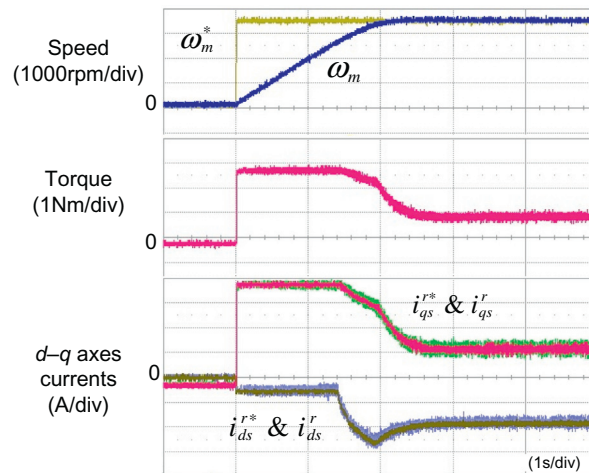 Speed
(1000rpm/div)
0
ω*m
ωm
Torque
(1Nm/div)
0
d–q axes
currents
(A/div)
0
i^{r*}_{qs} & i^{r}_{qs}
i^{r*}_{ds} & i^{r}_{ds}
(1s/div)